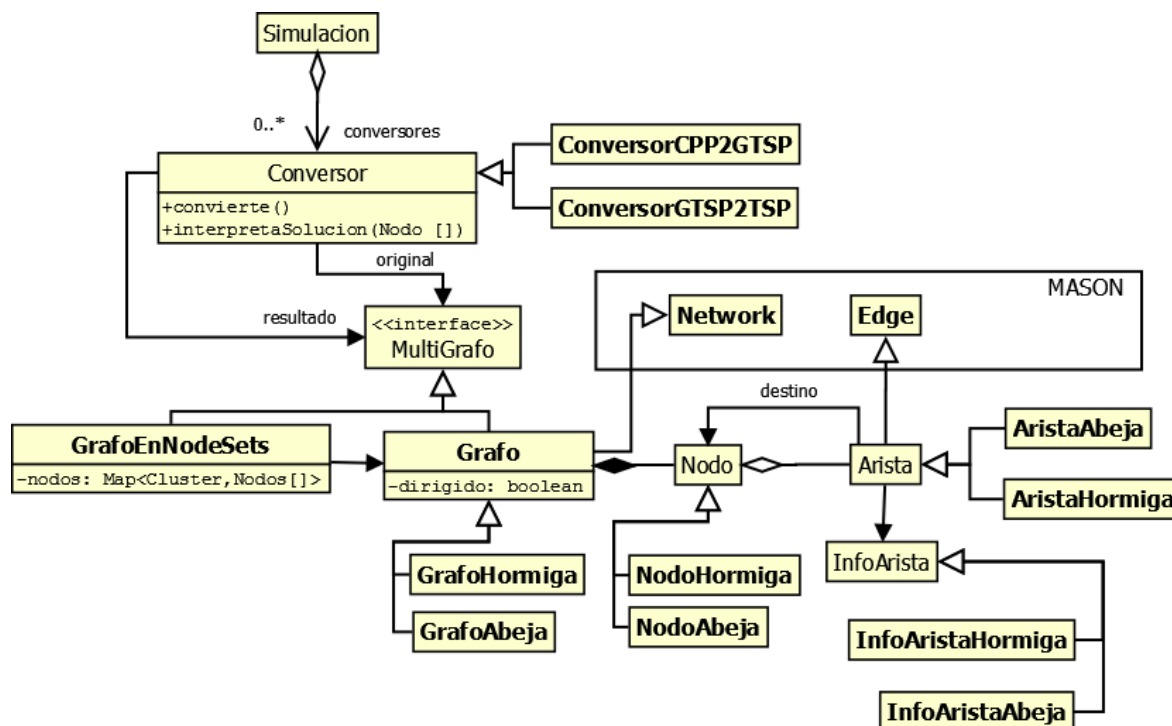 Simulacion
0..*
conversores
Conversor
+convierte()
+interpretaSolucion(Nodo [])
ConversorCPP2GTSP
ConversorGTSP2TSP
original
resultado
<<interface>>
MultiGrafo
MASON
Network
Edge
destino
GrafoEnNodeSets
-nodos: Map<Cluster,Nodos[]>
Grafo
-dirigido: boolean
Nodo
Arista
AristaAbeja
AristaHormiga
InfoArista
GrafoHormiga
GrafoAbeja
NodoHormiga
NodoAbeja
InfoAristaHormiga
InfoAristaAbeja